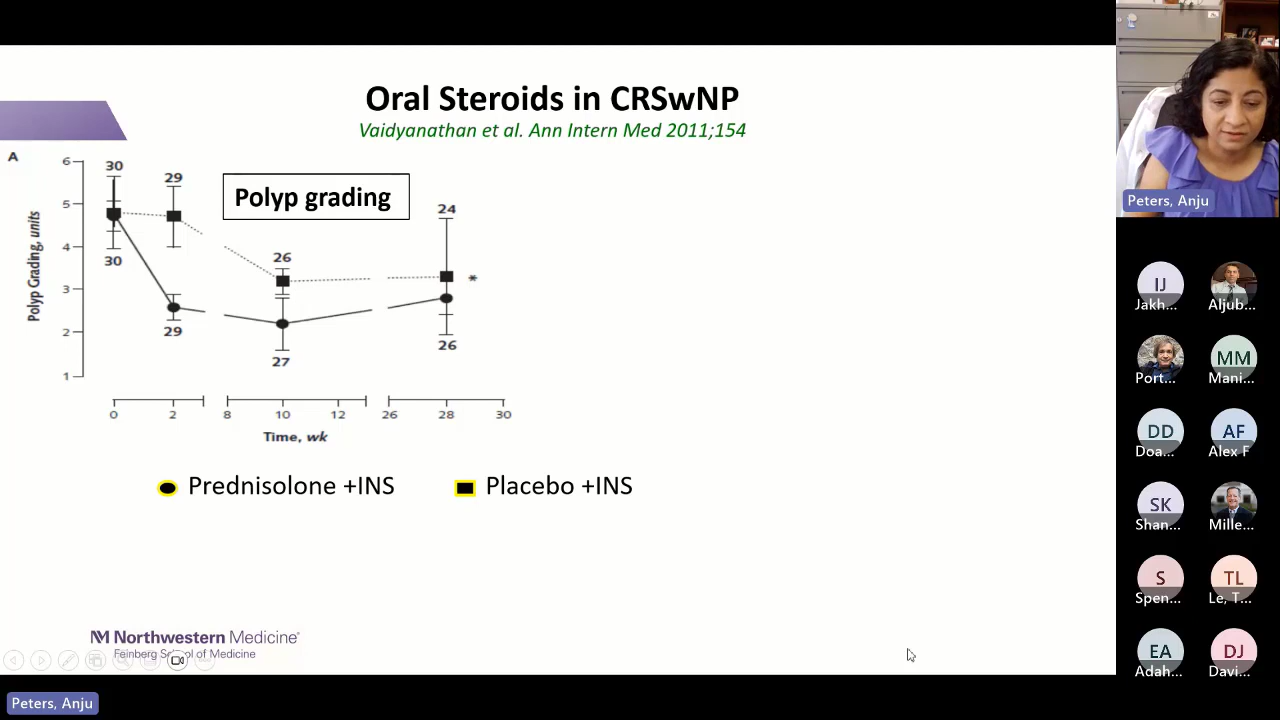 Oral Steroids in CRSwNP
Vaidyanathan et al. Ann Intern Med 2011;154
A
Polyp grading
Polyp Grading, units
6
5
4
3
2
1
30
29
26
24
*
30
29
27
26
0 2 8 10 12 26 28 30
Time, wk
Prednisolone +INS
Placebo +INS
Northwestern Medicine
Feinberg School of Medicine
Peters, Anju
Peters, Anju
IJ
Jakh...
Aljub...
Port...
MM
Mani...
DD
Doa...
AF
Alex F
SK
Shan...
Mille...
S
Spen...
TL
Le, T...
EA
Adah...
DJ
Davi...